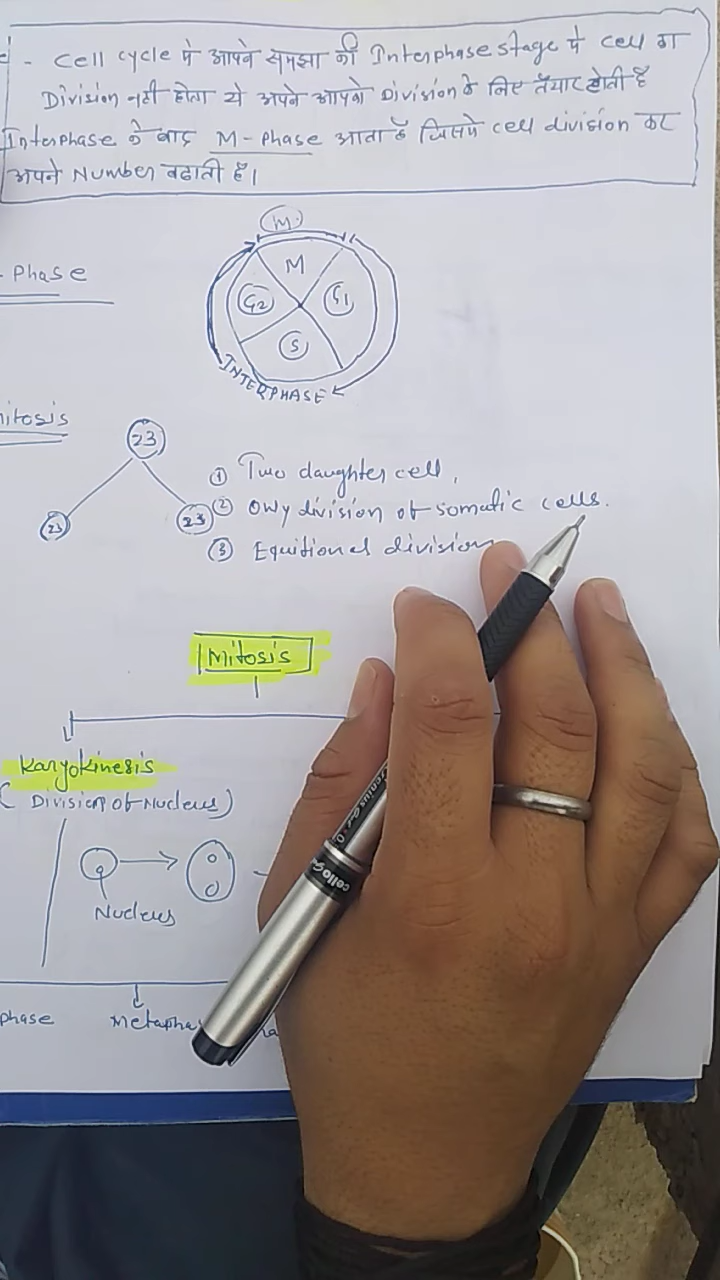 - Cell cycle मे आपने समझा की Interphase stage मे cell का
Division नही होता ये अपने आपको Division के लिए तैयार होती है
Interphase के बाद M-Phase आता है जिसमे cell division कर
अपने Number बढाती हैं।
M.
M
G2
G1
S
INTERPHASE
- Phase
mitosis
23
23
23
① Two daughter cell,
② Only division of somatic cells.
③ Equitional division
Mitosis
Karyokinesis
(Division of Nucleus)
Nucleus
phase
Metapha
cello